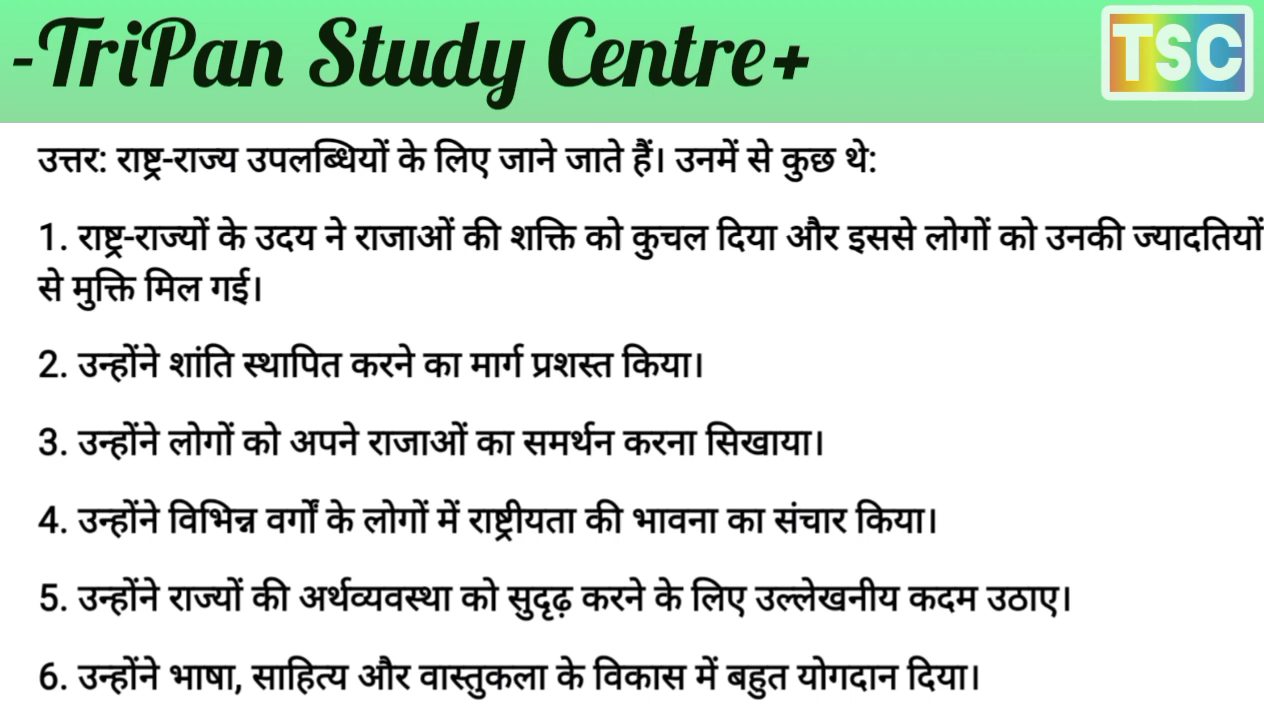 -TriPan Study Centre+
TSC
उत्तर: राष्ट्र-राज्य उपलब्धियों के लिए जाने जाते हैं। उनमें से कुछ थे:
1. राष्ट्र-राज्यों के उदय ने राजाओं की शक्ति को कुचल दिया और इससे लोगों को उनकी ज्यादतियों
से मुक्ति मिल गई।
2. उन्होंने शांति स्थापित करने का मार्ग प्रशस्त किया।
3. उन्होंने लोगों को अपने राजाओं का समर्थन करना सिखाया।
4. उन्होंने विभिन्न वर्गों के लोगों में राष्ट्रीयता की भावना का संचार किया।
5. उन्होंने राज्यों की अर्थव्यवस्था को सुदृढ़ करने के लिए उल्लेखनीय कदम उठाए।
6. उन्होंने भाषा, साहित्य और वास्तुकला के विकास में बहुत योगदान दिया।